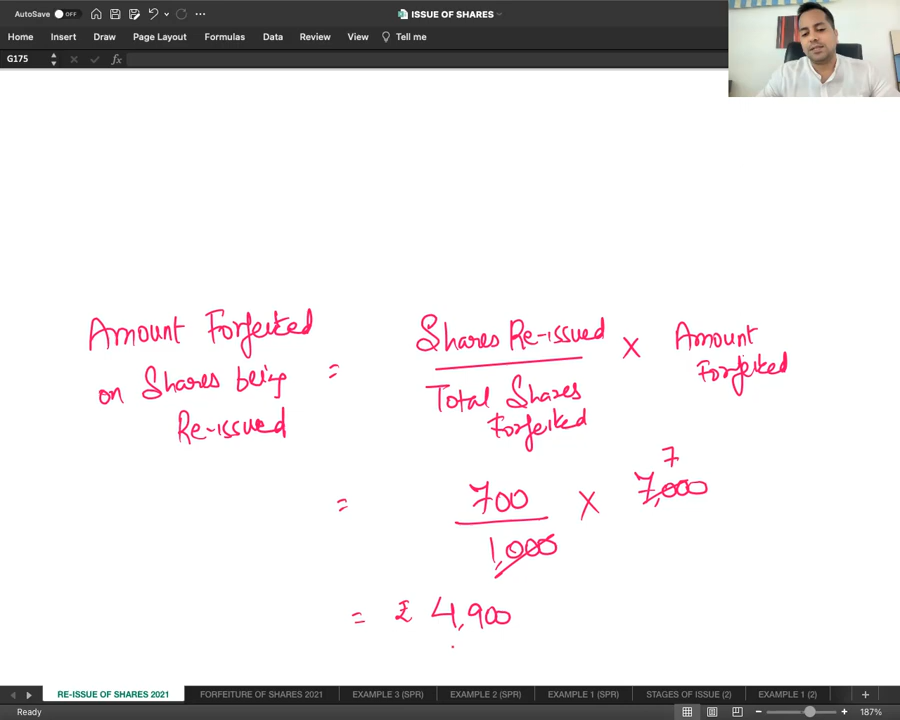 AutoSave OFF ISSUE OF SHARES
Home Insert Draw Page Layout Formulas Data Review View Tell me
G175 fx
Amount Forfeited on Shares being Re-issued = Shares Re-issued / Total Shares Forfeited × Amount Forfeited
= 700 / 1,000 × 7,000 7
= ₹ 4,900
RE-ISSUE OF SHARES 2021 FORFEITURE OF SHARES 2021 EXAMPLE 3 (SPR) EXAMPLE 2 (SPR) EXAMPLE 1 (SPR) STAGES OF ISSUE (2) EXAMPLE 1 (2) +
Ready 187%